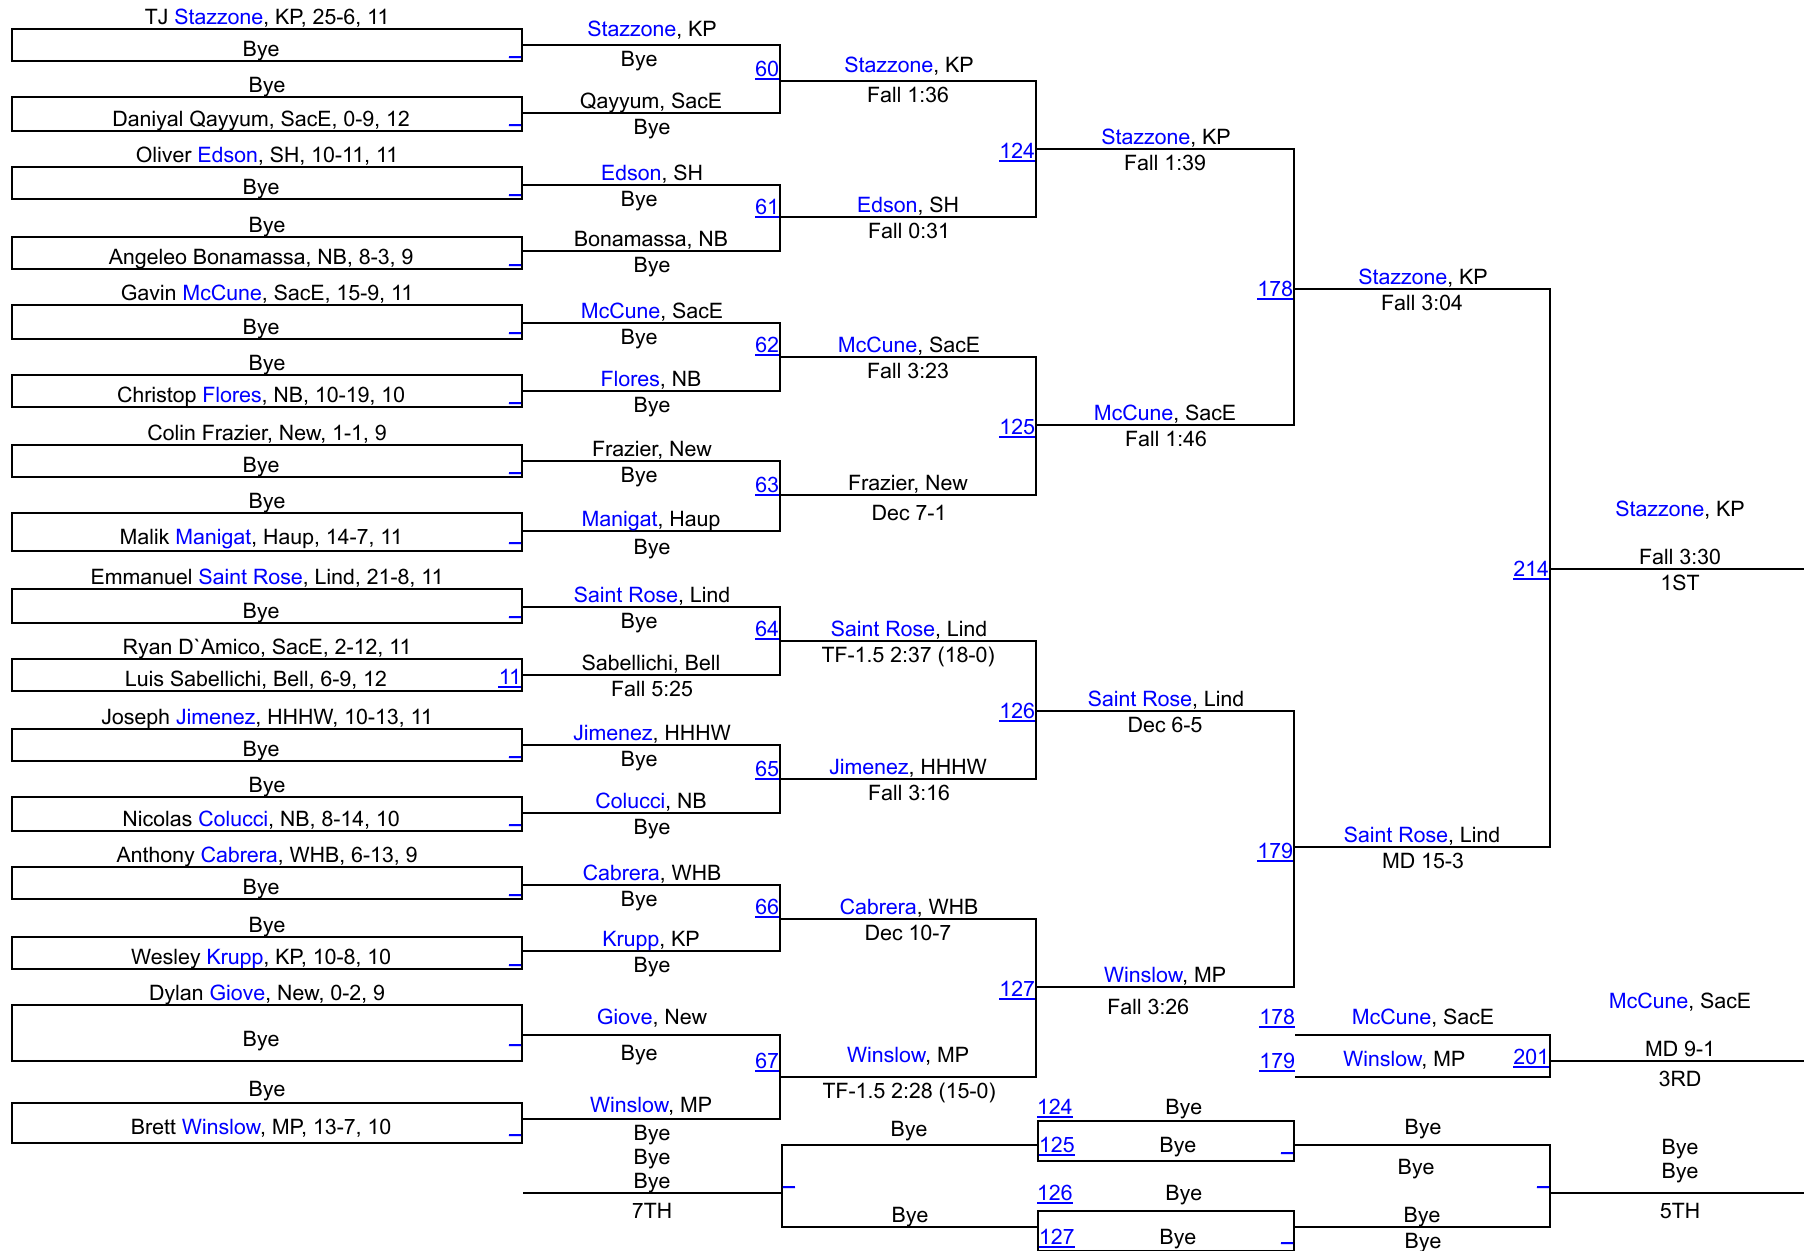 TJ Stazzone, KP, 25-6, 11
Bye
Bye
Daniyal Qayyum, SacE, 0-9, 12
Oliver Edson, SH, 10-11, 11
Bye
Bye
Angeleo Bonamassa, NB, 8-3, 9
Gavin McCune, SacE, 15-9, 11
Bye
Bye
Christop Flores, NB, 10-19, 10
Colin Frazier, New, 1-1, 9
Bye
Bye
Malik Manigat, Haup, 14-7, 11
Emmanuel Saint Rose, Lind, 21-8, 11
Bye
Ryan D`Amico, SacE, 2-12, 11
Luis Sabellichi, Bell, 6-9, 12
11
Joseph Jimenez, HHHW, 10-13, 11
Bye
Bye
Nicolas Colucci, NB, 8-14, 10
Anthony Cabrera, WHB, 6-13, 9
Bye
Bye
Wesley Krupp, KP, 10-8, 10
Dylan Giove, New, 0-2, 9
Bye
Bye
Brett Winslow, MP, 13-7, 10
Stazzone, KP
Bye
60
Qayyum, SacE
Bye
Edson, SH
Bye
61
Bonamassa, NB
Bye
McCune, SacE
Bye
62
Flores, NB
Bye
Frazier, New
Bye
63
Manigat, Haup
Bye
Saint Rose, Lind
Bye
64
Sabellichi, Bell
Fall 5:25
Jimenez, HHHW
Bye
65
Colucci, NB
Bye
Cabrera, WHB
Bye
66
Krupp, KP
Bye
Giove, New
Bye
67
Winslow, MP
Bye
Bye
Bye
7TH
Stazzone, KP
Fall 1:36
124
Edson, SH
Fall 0:31
McCune, SacE
Fall 3:23
125
Frazier, New
Dec 7-1
Saint Rose, Lind
TF-1.5 2:37 (18-0)
126
Jimenez, HHHW
Fall 3:16
Cabrera, WHB
Dec 10-7
127
Winslow, MP
TF-1.5 2:28 (15-0)
Bye
Bye
Stazzone, KP
Fall 1:39
178
McCune, SacE
Fall 1:46
Saint Rose, Lind
Dec 6-5
179
Winslow, MP
Fall 3:26
124
Bye
125
Bye
126
Bye
127
Bye
Stazzone, KP
Fall 3:04
214
Saint Rose, Lind
MD 15-3
178
McCune, SacE
179
Winslow, MP
201
Bye
Bye
Bye
Bye
Stazzone, KP
Fall 3:30
1ST
McCune, SacE
MD 9-1
3RD
Bye
Bye
5TH